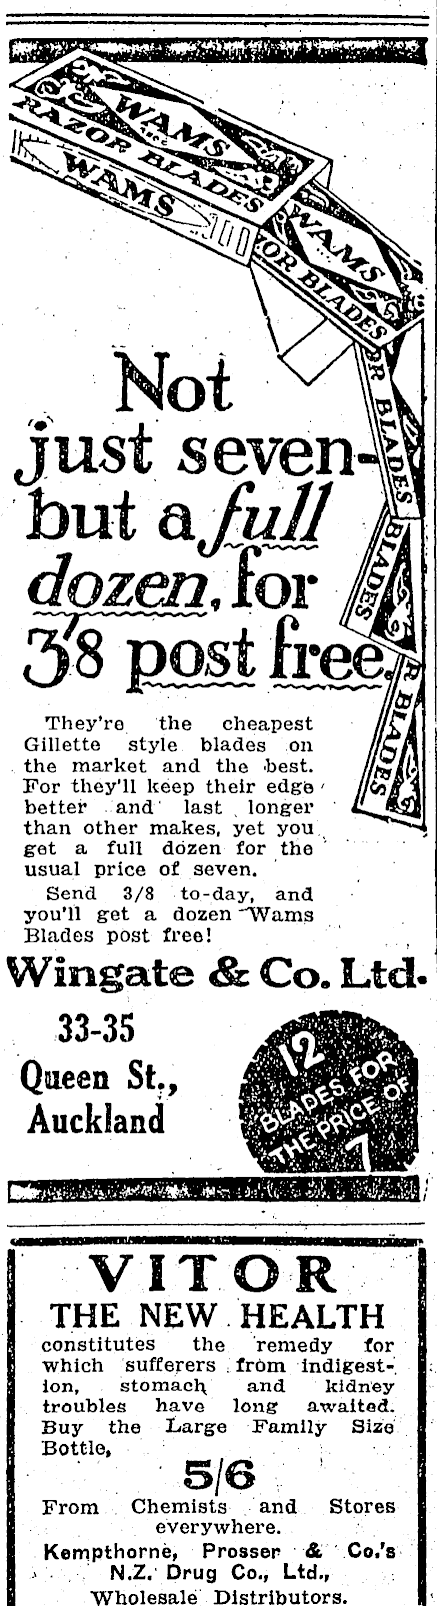 WAMS
RAZOR BLADES
WAMS
WAMS
OR BLADES
OR BLADES
BLADES
R BLADES
Not
just seven-
but a full
dozen, for
3/8 post free.
They're the cheapest
Gillette style blades on
the market and the best.
For they'll keep their edge
better and last longer
than other makes, yet you
get a full dozen for the
usual price of seven.
Send 3/8 to-day, and
you'll get a dozen Wams
Blades post free!
Wingate & Co. Ltd.
33-35
Queen St.,
Auckland
12
BLADES FOR
THE PRICE OF
7
VITOR
THE NEW HEALTH
constitutes the remedy for
which sufferers from indigest-
ion, stomach and kidney
troubles have long awaited.
Buy the Large Family Size
Bottle,
5/6
From Chemists and Stores
everywhere.
Kempthorne, Prosser & Co.'s
N.Z. Drug Co., Ltd.,
Wholesale Distributors.